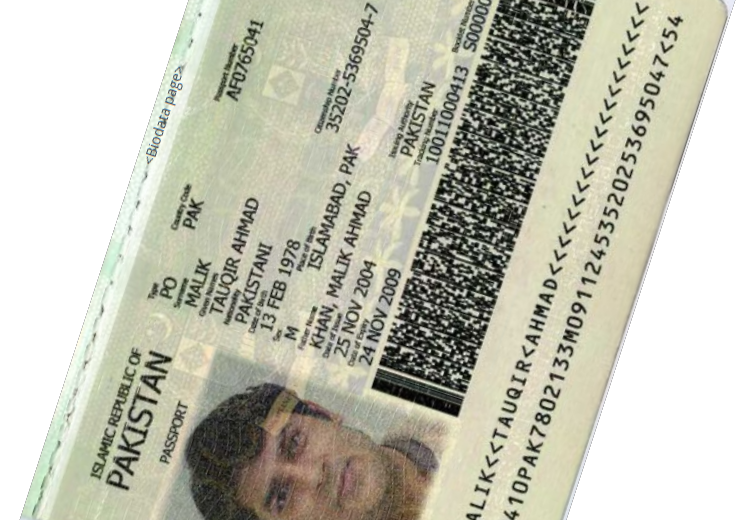 <Biodata page>
ISLAMIC REPUBLIC OF
PAKISTAN
PASSPORT
Type Country Code Passport Number
PO PAK AF0765041
Surname
MALIK
Given Names
TAUQIR AHMAD
Nationality
PAKISTANI
Date of Birth Citizenship Number
13 FEB 1978 35202-5369504-7
Sex Place of Birth
M ISLAMABAD, PAK
Father Name
KHAN, MALIK AHMAD
Date of Issue Issuing Authority
25 NOV 2004 PAKISTAN
Date of Expiry Tracking Number Booklet Number
24 NOV 2009 10011000413 S00000
ALIK<<TAUQIR<AHMAD<<<<<<<<<<<<<<<<<<<
41OPAK7802133M0911245352025369504​7<54